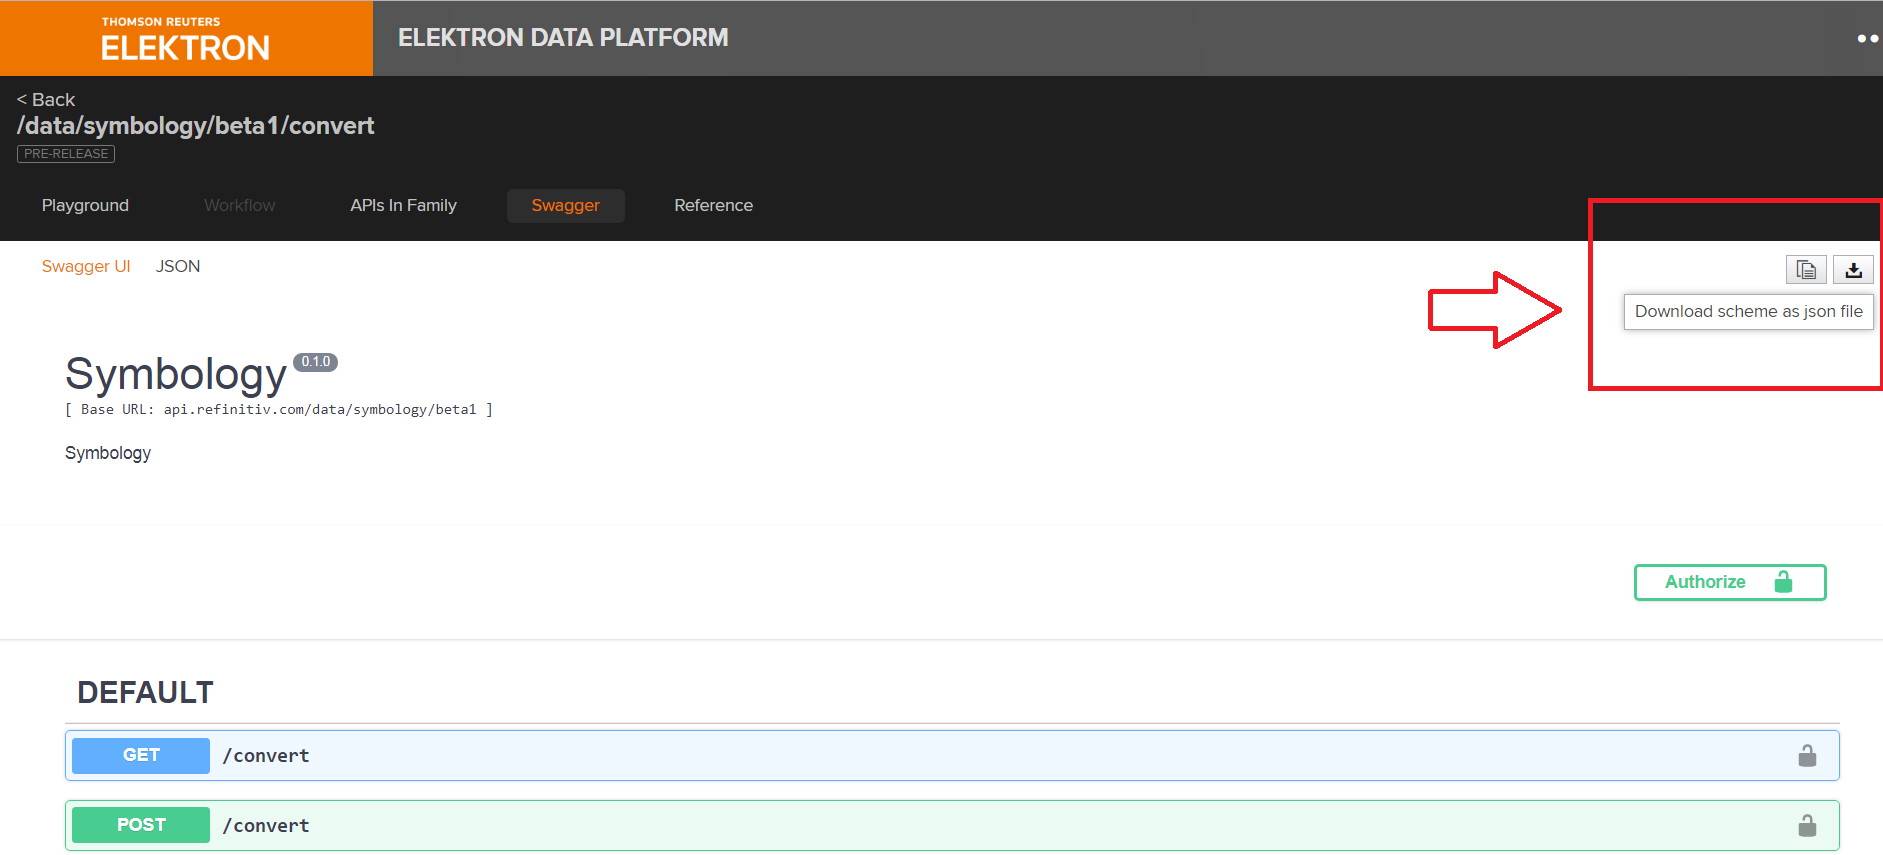 THOMSON REUTERS
ELEKTRON
ELEKTRON DATA PLATFORM
< Back
/data/symbology/beta1/convert
PRE-RELEASE
Playground
Workflow
APIs In Family
Swagger
Reference
Swagger UI
JSON
Download scheme as json file
Symbology 0.1.0
[ Base URL: api.refinitiv.com/data/symbology/beta1 ]
Symbology
Authorize
DEFAULT
GET /convert
POST /convert